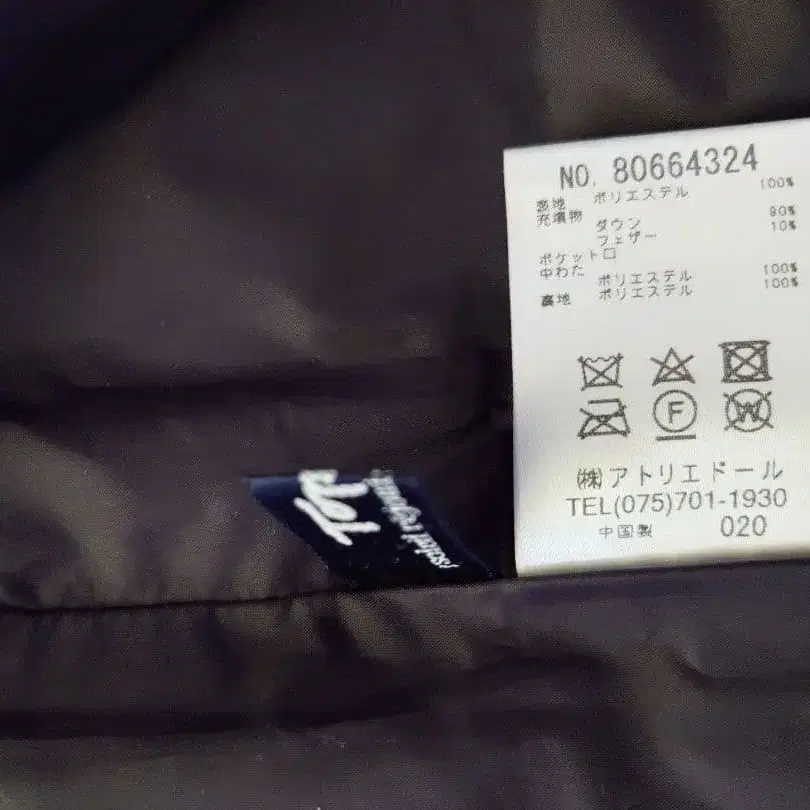 NO. 80664324
表地 ポリエステル 100%
充填物
ダウン 90%
フェザー 10%
ポケット口
中わた ポリエステル 100%
裏地 ポリエステル 100%
F
W
㈱アトリエドール
TEL(075)701-1930
中国製 020